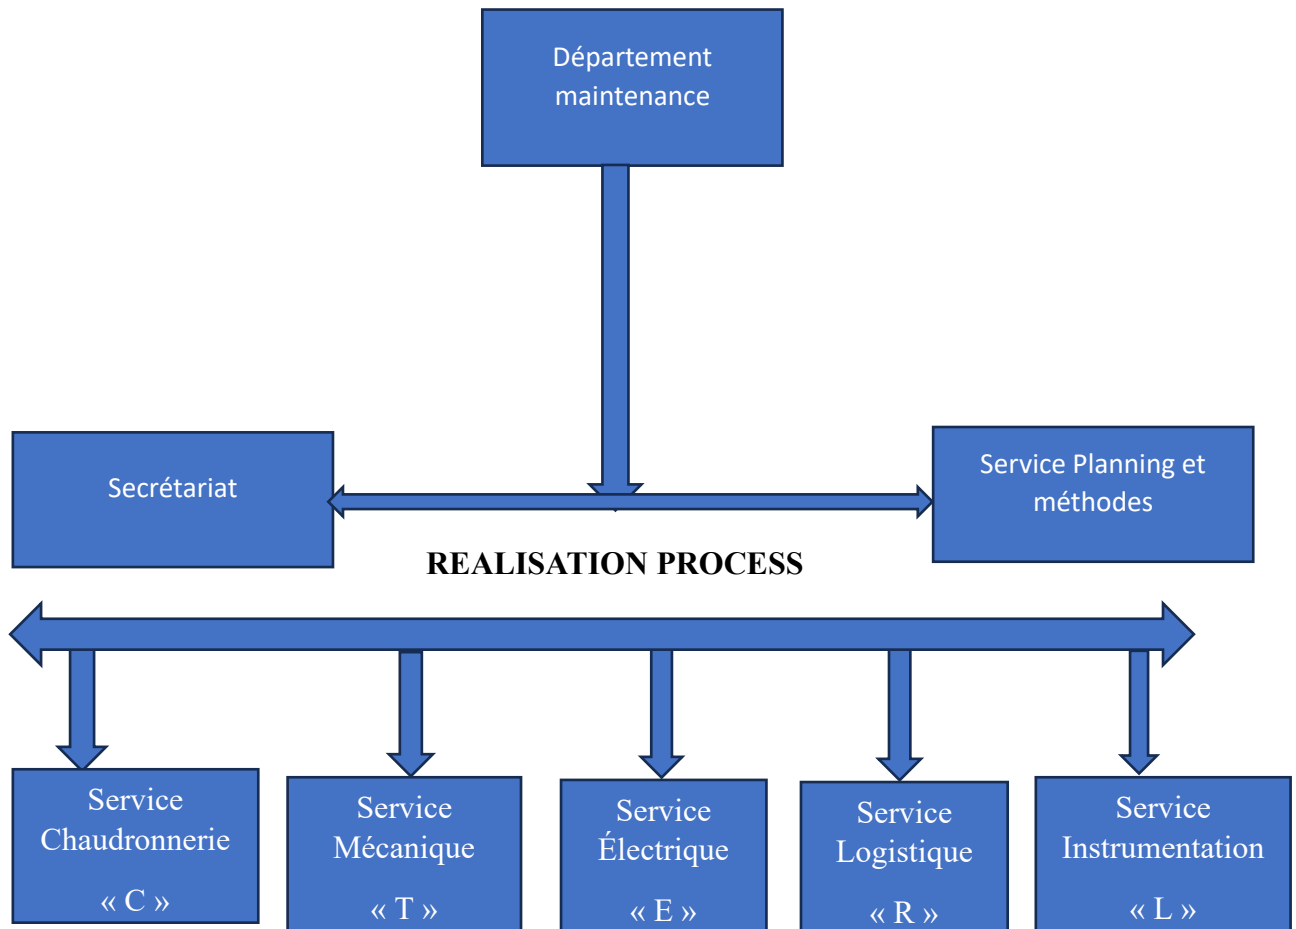 Département
maintenance
Secrétariat
Service Planning et
méthodes
REALISATION PROCESS
Service
Chaudronnerie
« C »
Service
Mécanique
« T »
Service
Électrique
« E »
Service
Logistique
« R »
Service
Instrumentation
« L »